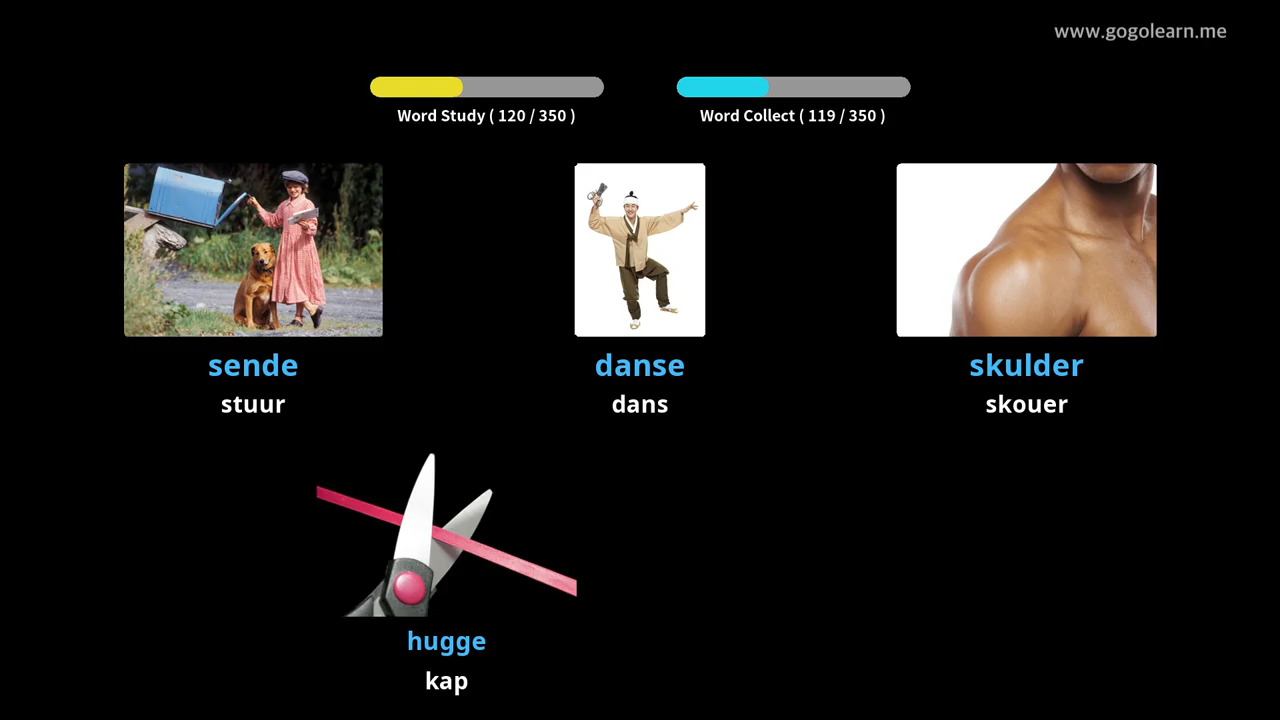 www.gogolearn.me
Word Study ( 120 / 350 )
Word Collect ( 119 / 350 )
sende
stuur
danse
dans
skulder
skouer
hugge
kap